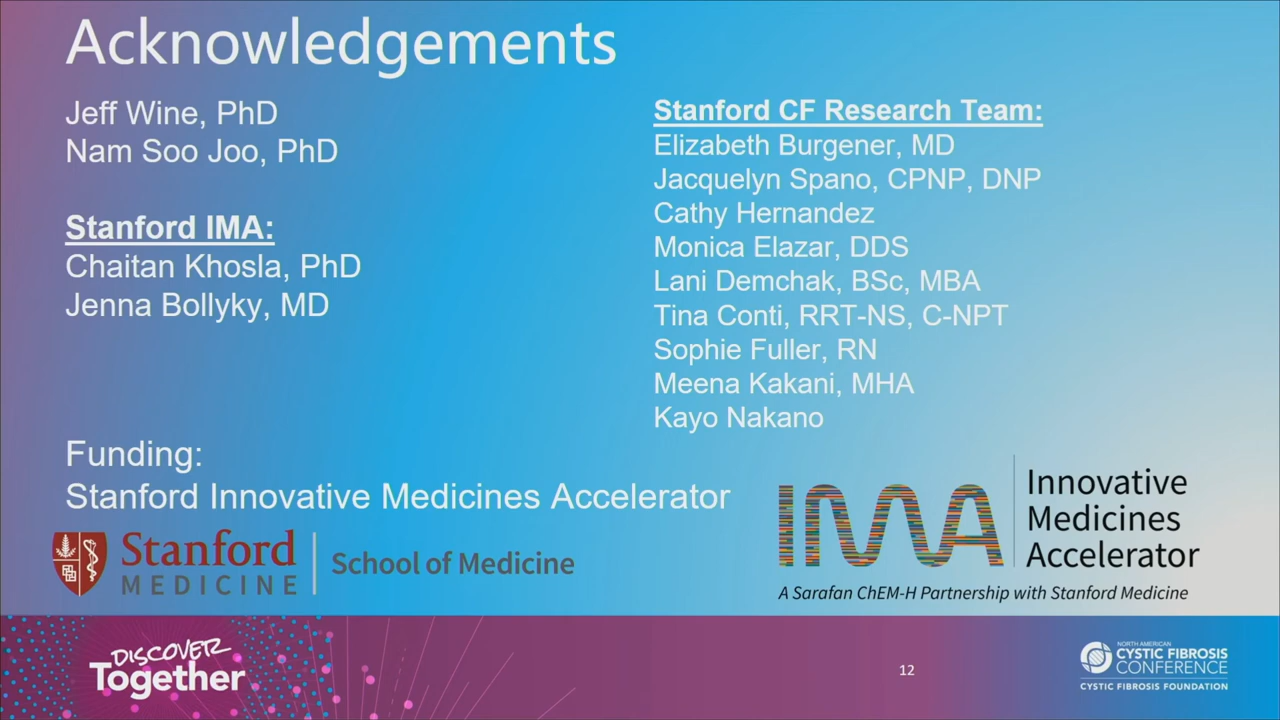 Acknowledgements
Jeff Wine, PhD
Nam Soo Joo, PhD
Stanford IMA:
Chaitan Khosla, PhD
Jenna Bollyky, MD
Stanford CF Research Team:
Elizabeth Burgener, MD
Jacquelyn Spano, CPNP, DNP
Cathy Hernandez
Monica Elazar, DDS
Lani Demchak, BSc, MBA
Tina Conti, RRT-NS, C-NPT
Sophie Fuller, RN
Meena Kakani, MHA
Kayo Nakano
Funding:
Stanford Innovative Medicines Accelerator
Stanford
MEDICINE
School of Medicine
IMA
Innovative
Medicines
Accelerator
A Sarafan ChEM-H Partnership with Stanford Medicine
DISCOVER
Together
12
NORTH AMERICAN
CYSTIC FIBROSIS
CONFERENCE
CYSTIC FIBROSIS FOUNDATION